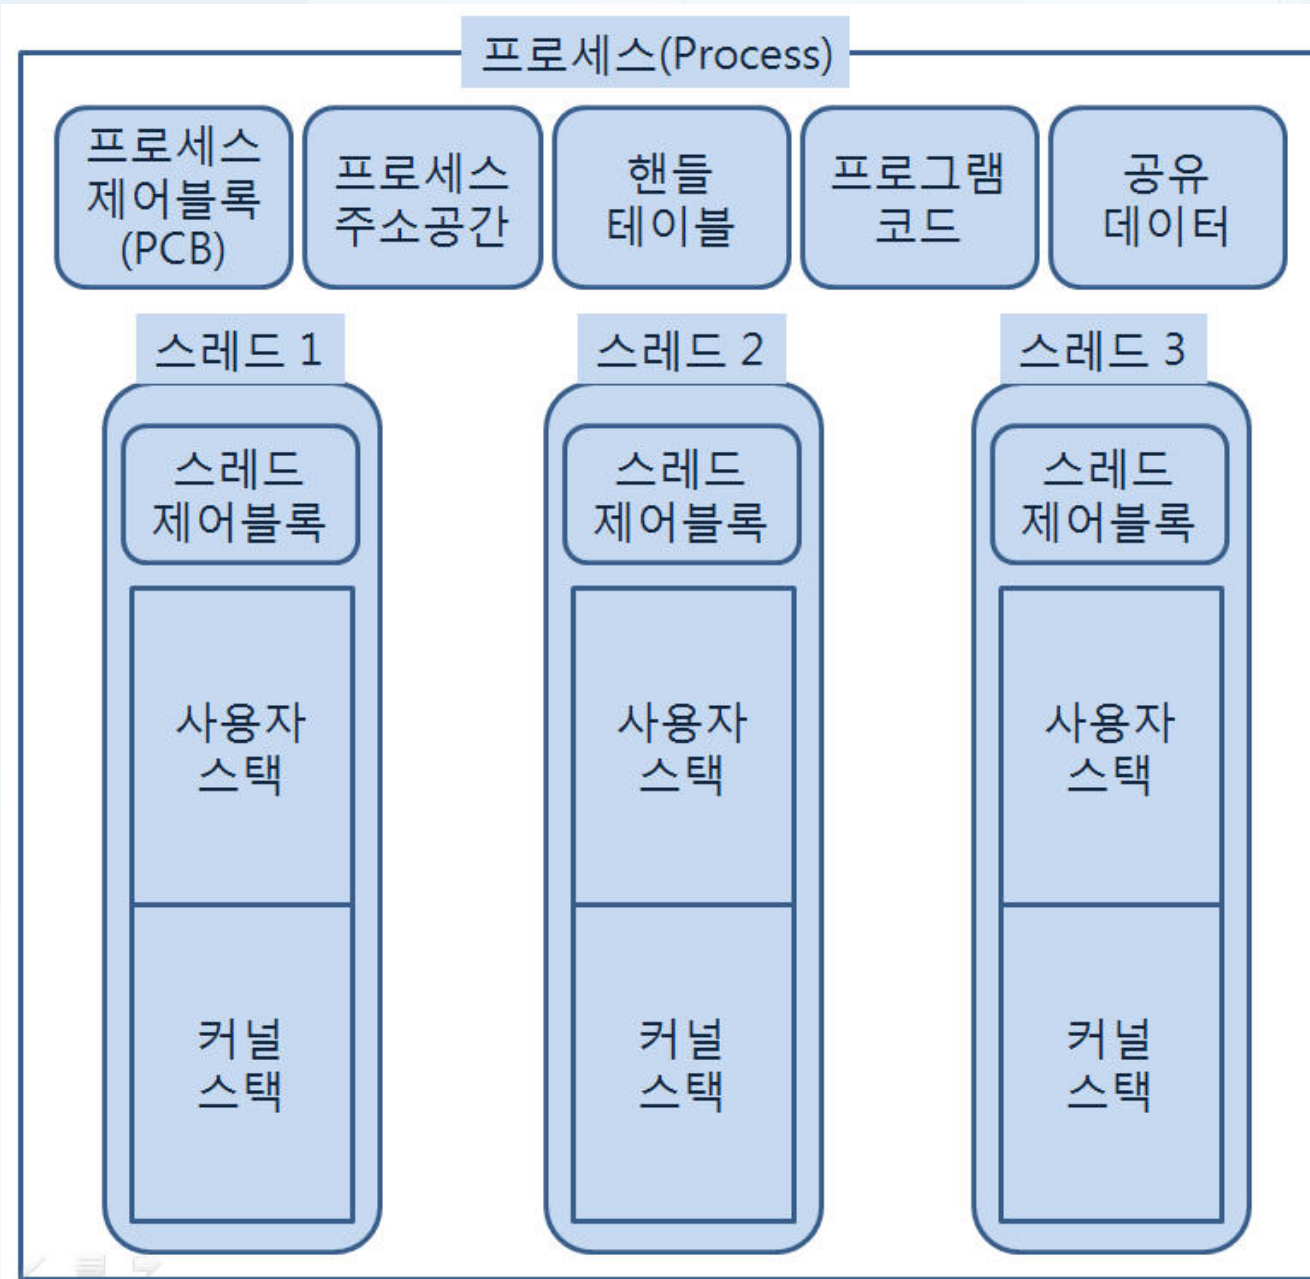 프로세스(Process)
프로세스
제어블록
(PCB)
프로세스
주소공간
핸들
테이블
프로그램
코드
공유
데이터
스레드 1
스레드
제어블록
사용자
스택
커널
스택
스레드 2
스레드
제어블록
사용자
스택
커널
스택
스레드 3
스레드
제어블록
사용자
스택
커널
스택